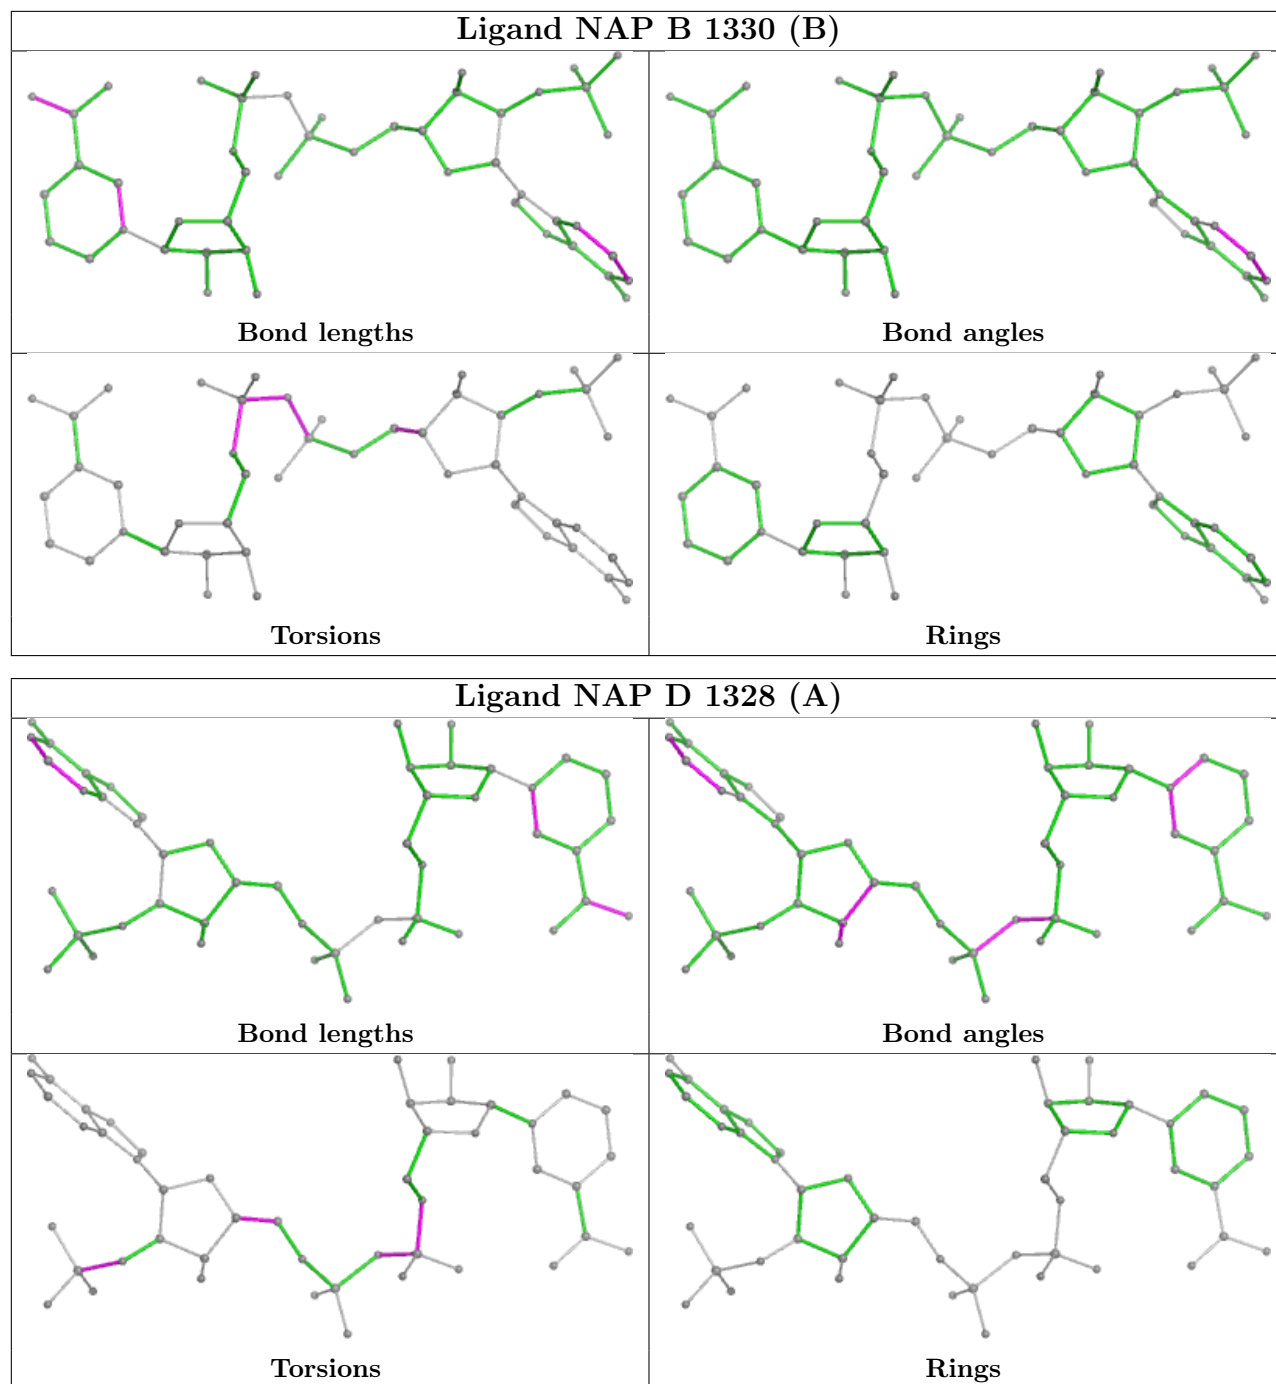 Ligand NAP B 1330 (B)
Bond lengths
Bond angles
Torsions
Rings
Ligand NAP D 1328 (A)
Bond lengths
Bond angles
Torsions
Rings